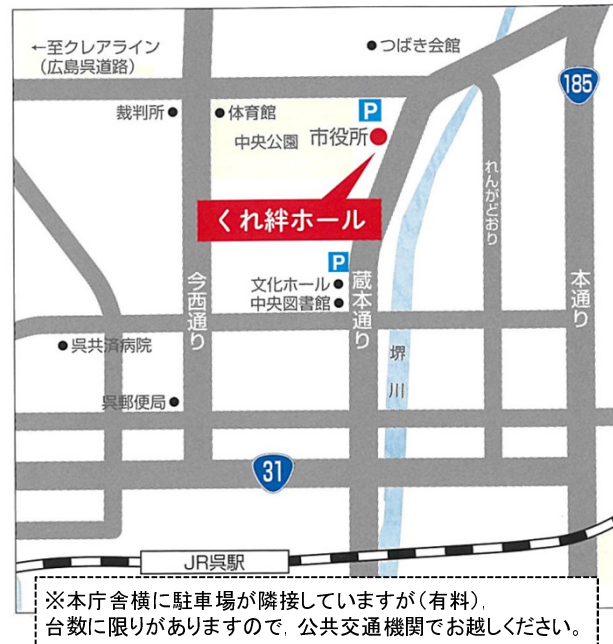 ←至クレアライン
（広島呉道路）
つばき会館
185
裁判所
体育館
P
中央公園
市役所
れんがどおり
くれ絆ホール
P
文化ホール
中央図書館
今西通り
蔵本通り
本通り
呉共済病院
堺川
呉郵便局
31
JR呉駅
※本庁舎横に駐車場が隣接していますが（有料），
台数に限りがありますので，公共交通機関でお越しください。